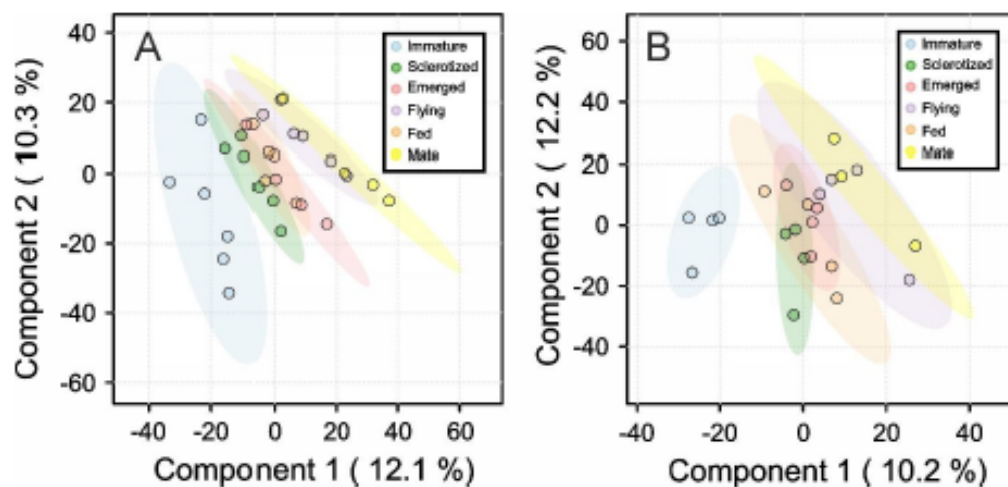 A
Immature
Sclerotized
Emerged
Flying
Fed
Mate
40
20
0
-20
-40
-60
-40
-20
0
20
40
60
Component 2 ( 10.3 %)
Component 1 ( 12.1 %)
B
Immature
Sclerotized
Emerged
Flying
Fed
Mate
60
40
20
0
-20
-40
-40
-20
0
20
40
Component 2 ( 12.2 %)
Component 1 ( 10.2 %)